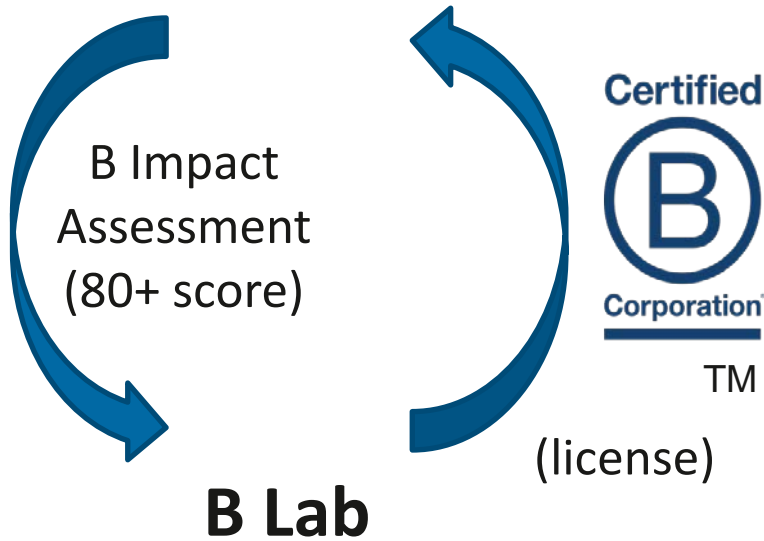 B Impact
Assessment
(80+ score)
Certified
B
Corporation
TM
(license)
B Lab